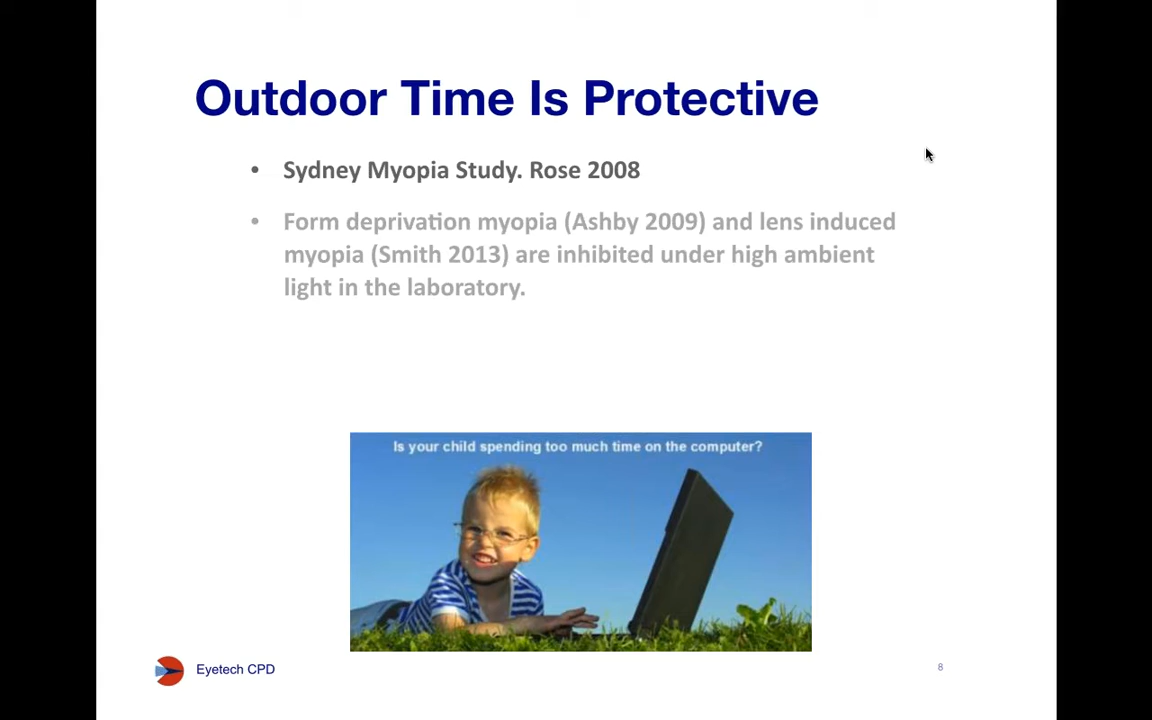 Outdoor Time Is Protective
• Sydney Myopia Study. Rose 2008
• Form deprivation myopia (Ashby 2009) and lens induced
myopia (Smith 2013) are inhibited under high ambient
light in the laboratory.
Is your child spending too much time on the computer?
Eyetech CPD
8